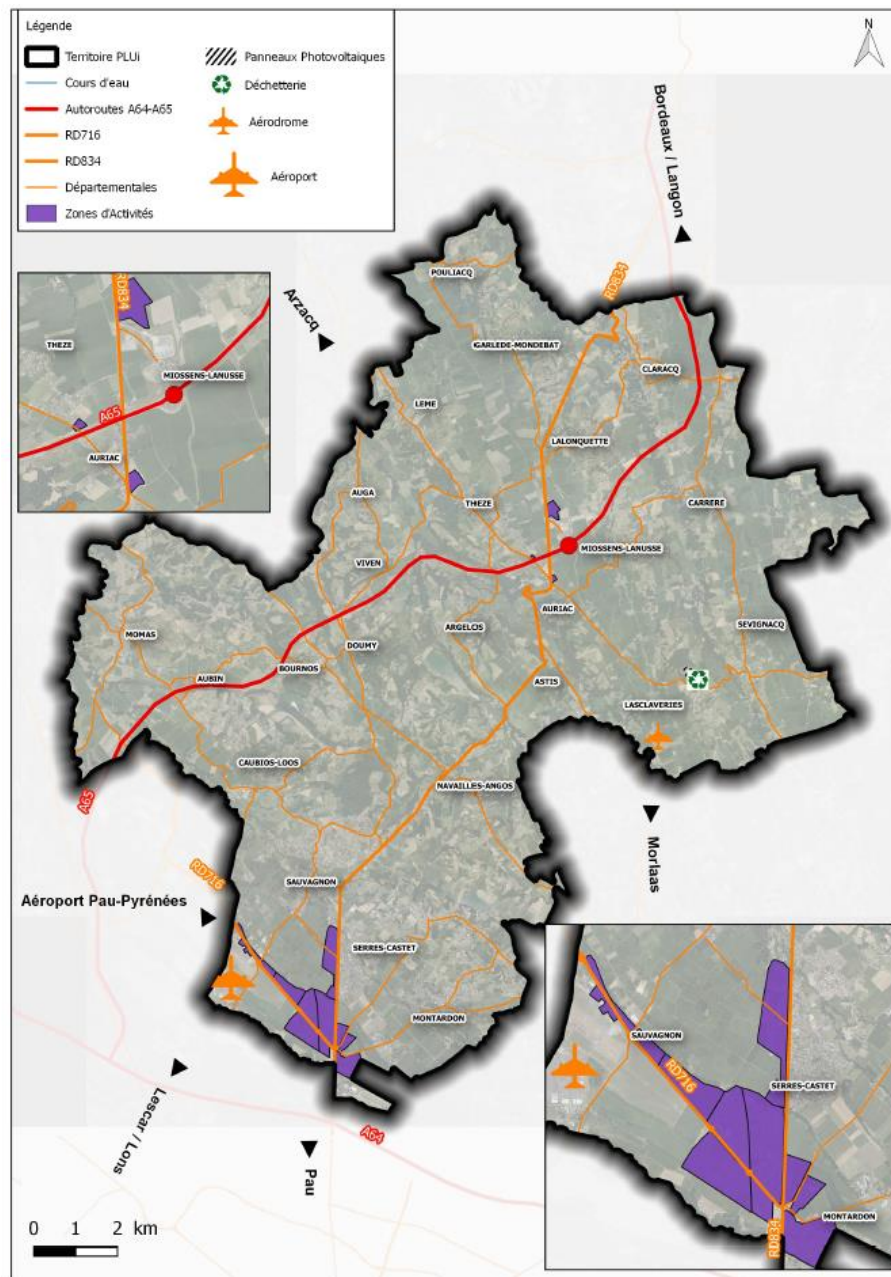 Légende
Territoire PLUi
Cours d'eau
Autoroutes A64-A65
RD716
RD834
Départementales
Zones d'Activités
Panneaux Photovoltaiques
Déchetterie
Aérodrome
Aéroport
N
Bordeaux / Langon
RD834
Arzacq
RD834
THEZE
MIOSSENS-LANUSSE
A65
AURIAC
POULIACQ
GARLEDE-MONDEBAT
CLARACQ
LEME
LALONQUETTE
AUGA
THEZE
CARRERE
VIVEN
MIOSSENS-LANUSSE
AURIAC
MOMAS
ARGELOS
SEVIGNACQ
DOUMY
BOURNOS
AUBIN
ASTIS
LASCLAVERIES
CAUBIOS-LOOS
NAVAILLES-ANGOS
A65
Morlaas
RD716
SAUVAGNON
Aéroport Pau-Pyrénées
SERRES-CASTET
MONTARDON
Lescar / Lons
A64
Pau
SAUVAGNON
RD716
SERRES-CASTET
MONTARDON
RD834
0 1 2 km